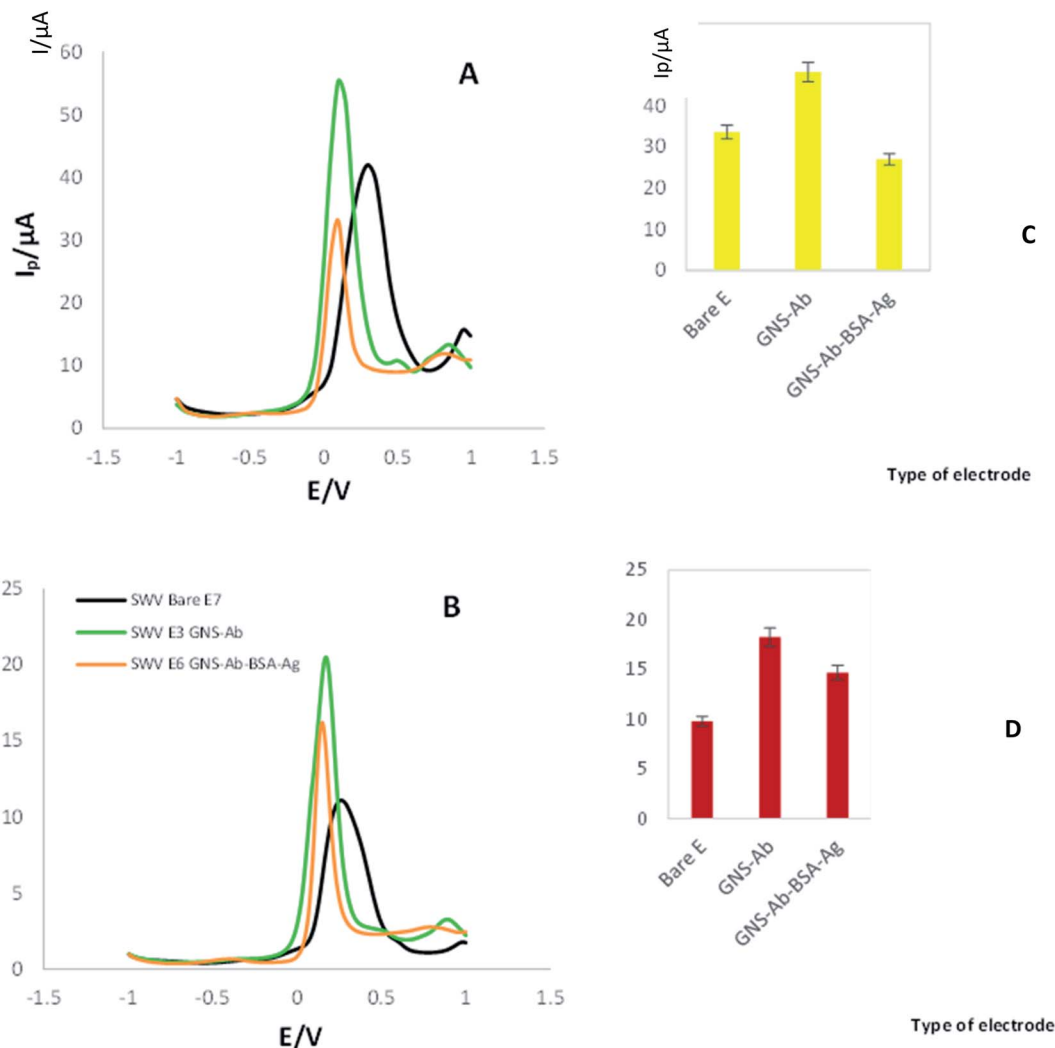 I/µA
60
50
40
30
20
10
0
Iₚ/µA
A
-1.5 -1 -0.5 0 0.5 1 1.5
E/V
Ip/µA
40
30
20
10
0
Bare E
GNS-Ab
GNS-Ab-BSA-Ag
C
Type of electrode
25
20
15
10
5
0
SWV Bare E7
SWV E3 GNS-Ab
SWV E6 GNS-Ab-BSA-Ag
B
-1.5 -1 -0.5 0 0.5 1 1.5
E/V
25
20
15
10
5
0
Bare E
GNS-Ab
GNS-Ab-BSA-Ag
D
Type of electrode